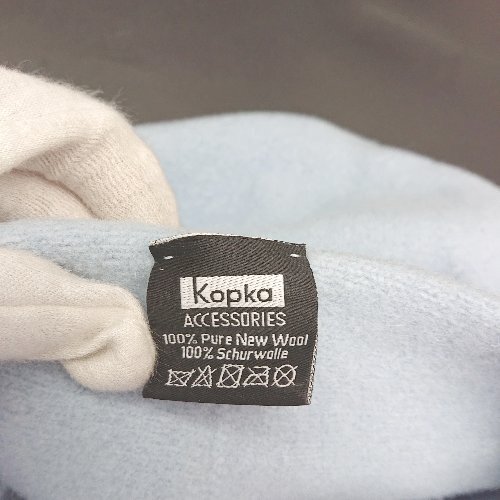 Kopka
ACCESSORIES
100% Pure New Wool
100% Schurwolle